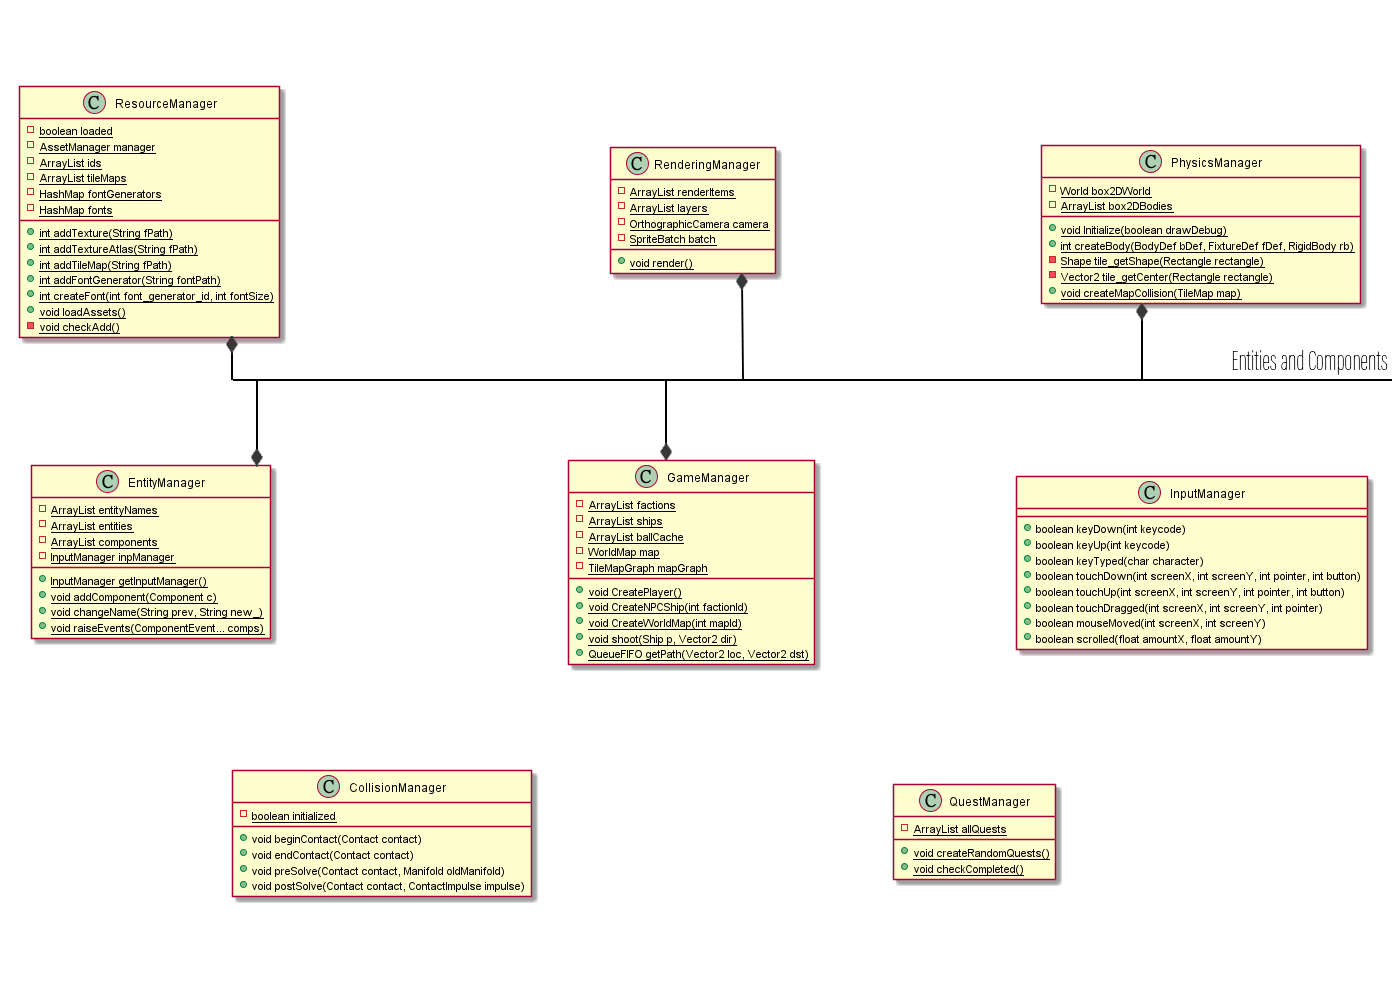 C ResourceManager
boolean loaded
AssetManager manager
ArrayList ids
ArrayList tileMaps
HashMap fontGenerators
HashMap fonts
int addTexture(String fPath)
int addTextureAtlas(String fPath)
int addTileMap(String fPath)
int addFontGenerator(String fontPath)
int createFont(int font_generator_id, int fontSize)
void loadAssets()
void checkAdd()
C RenderingManager
ArrayList renderItems
ArrayList layers
OrthographicCamera camera
SpriteBatch batch
void render()
C PhysicsManager
World box2DWorld
ArrayList box2DBodies
void Initialize(boolean drawDebug)
int createBody(BodyDef bDef, FixtureDef fDef, RigidBody rb)
Shape tile_getShape(Rectangle rectangle)
Vector2 tile_getCenter(Rectangle rectangle)
void createMapCollision(TileMap map)
Entities and Components
C EntityManager
ArrayList entityNames
ArrayList entities
ArrayList components
InputManager inpManager
InputManager getInputManager()
void addComponent(Component c)
void changeName(String prev, String new_)
void raiseEvents(ComponentEvent... comps)
C GameManager
ArrayList factions
ArrayList ships
ArrayList ballCache
WorldMap map
TileMapGraph mapGraph
void CreatePlayer()
void CreateNPCShip(int factionId)
void CreateWorldMap(int mapId)
void shoot(Ship p, Vector2 dir)
QueueFIFO getPath(Vector2 loc, Vector2 dst)
C InputManager
boolean keyDown(int keycode)
boolean keyUp(int keycode)
boolean keyTyped(char character)
boolean touchDown(int screenX, int screenY, int pointer, int button)
boolean touchUp(int screenX, int screenY, int pointer, int button)
boolean touchDragged(int screenX, int screenY, int pointer)
boolean mouseMoved(int screenX, int screenY)
boolean scrolled(float amountX, float amountY)
C CollisionManager
boolean initialized
void beginContact(Contact contact)
void endContact(Contact contact)
void preSolve(Contact contact, Manifold oldManifold)
void postSolve(Contact contact, ContactImpulse impulse)
C QuestManager
ArrayList allQuests
void createRandomQuests()
void checkCompleted()